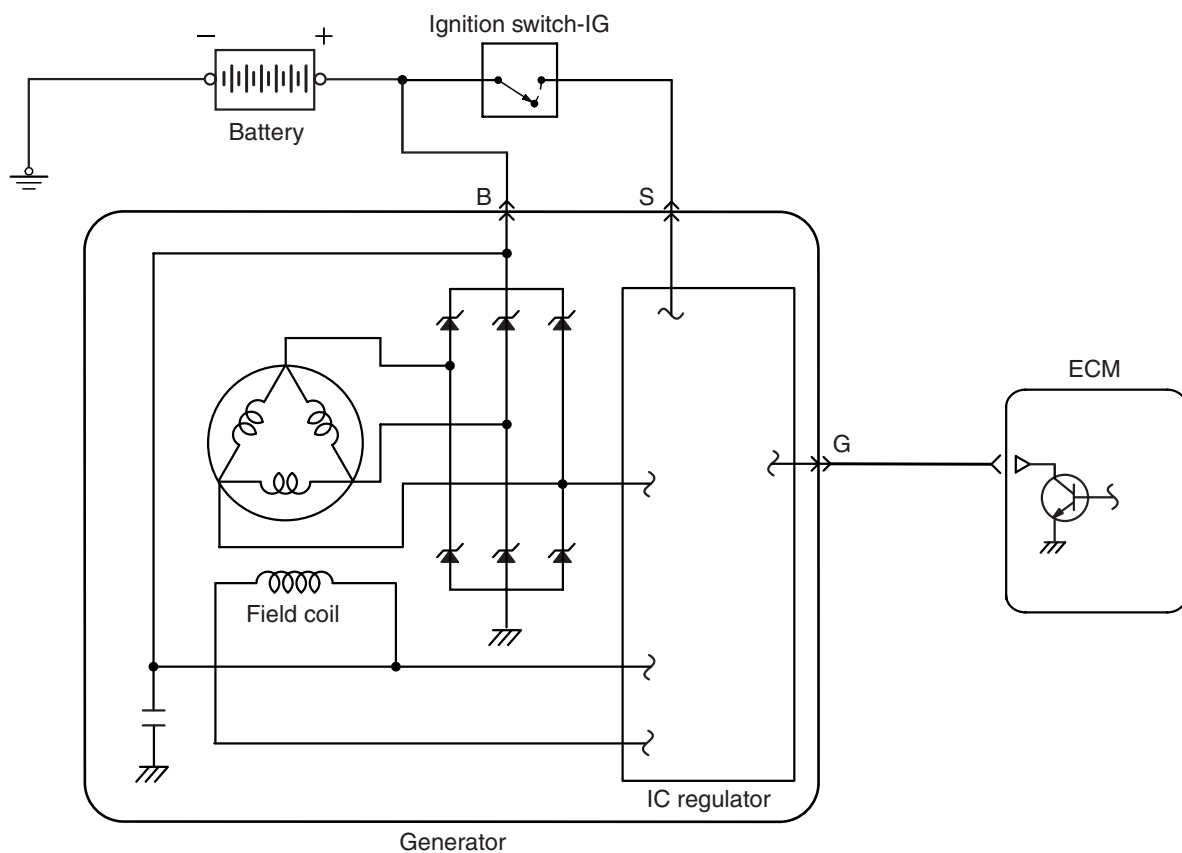 Ignition switch-IG
− +
Battery
B
S
ECM
G
Field coil
IC regulator
Generator